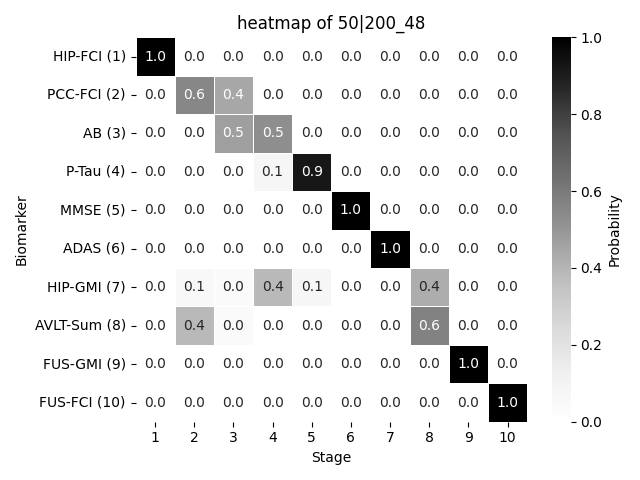 heatmap of 50|200_48
HIP-FCI (1) 1.0 0.0 0.0 0.0 0.0 0.0 0.0 0.0 0.0 0.0
PCC-FCI (2) 0.0 0.6 0.4 0.0 0.0 0.0 0.0 0.0 0.0 0.0
AB (3) 0.0 0.0 0.5 0.5 0.0 0.0 0.0 0.0 0.0 0.0
P-Tau (4) 0.0 0.0 0.0 0.1 0.9 0.0 0.0 0.0 0.0 0.0
MMSE (5) 0.0 0.0 0.0 0.0 0.0 1.0 0.0 0.0 0.0 0.0
ADAS (6) 0.0 0.0 0.0 0.0 0.0 0.0 1.0 0.0 0.0 0.0
HIP-GMI (7) 0.0 0.1 0.0 0.4 0.1 0.0 0.0 0.4 0.0 0.0
AVLT-Sum (8) 0.0 0.4 0.0 0.0 0.0 0.0 0.0 0.6 0.0 0.0
FUS-GMI (9) 0.0 0.0 0.0 0.0 0.0 0.0 0.0 0.0 1.0 0.0
FUS-FCI (10) 0.0 0.0 0.0 0.0 0.0 0.0 0.0 0.0 0.0 1.0
1 2 3 4 5 6 7 8 9 10
Stage
Biomarker
1.0
0.8
0.6
0.4
0.2
0.0
Probability